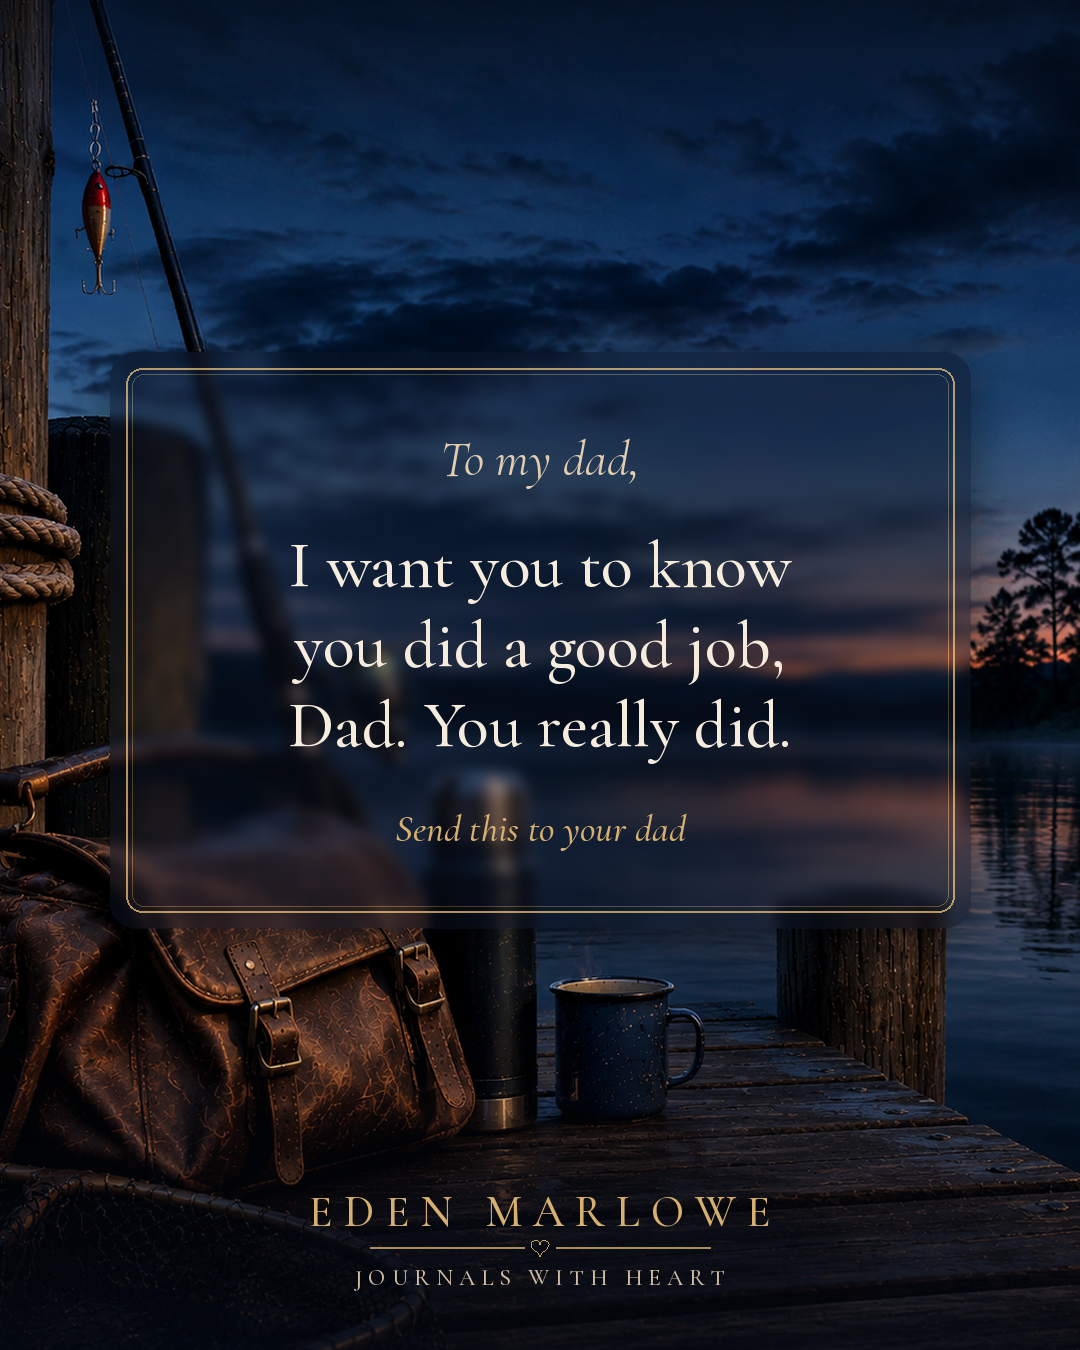 To my dad,
I want you to know
you did a good job,
Dad. You really did.
Send this to your dad
EDEN MARLOWE
JOURNALS WITH HEART